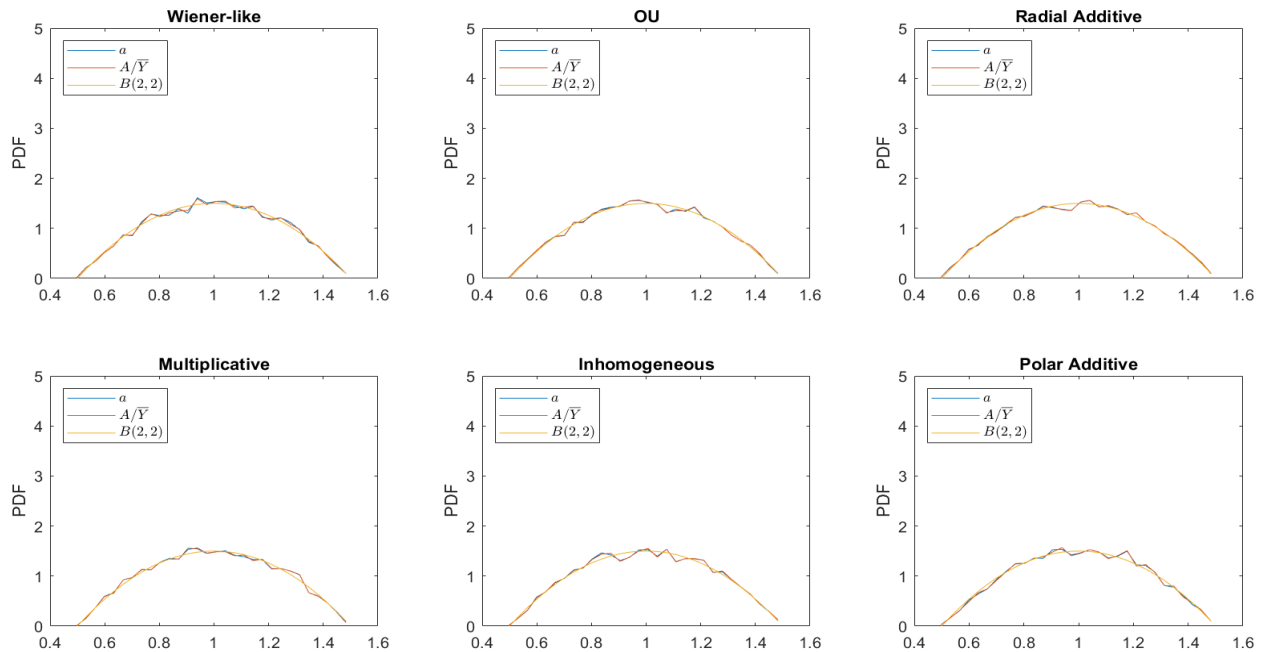 Wiener-like
PDF
5
4
3
2
1
0
a
A/Y̅
B(2, 2)
0.4 0.6 0.8 1 1.2 1.4 1.6
OU
PDF
5
4
3
2
1
0
a
A/Y̅
B(2, 2)
0.4 0.6 0.8 1 1.2 1.4 1.6
Radial Additive
PDF
5
4
3
2
1
0
a
A/Y̅
B(2, 2)
0.4 0.6 0.8 1 1.2 1.4 1.6
Multiplicative
PDF
5
4
3
2
1
0
a
A/Y̅
B(2, 2)
0.4 0.6 0.8 1 1.2 1.4 1.6
Inhomogeneous
PDF
5
4
3
2
1
0
a
A/Y̅
B(2, 2)
0.4 0.6 0.8 1 1.2 1.4 1.6
Polar Additive
PDF
5
4
3
2
1
0
a
A/Y̅
B(2, 2)
0.4 0.6 0.8 1 1.2 1.4 1.6